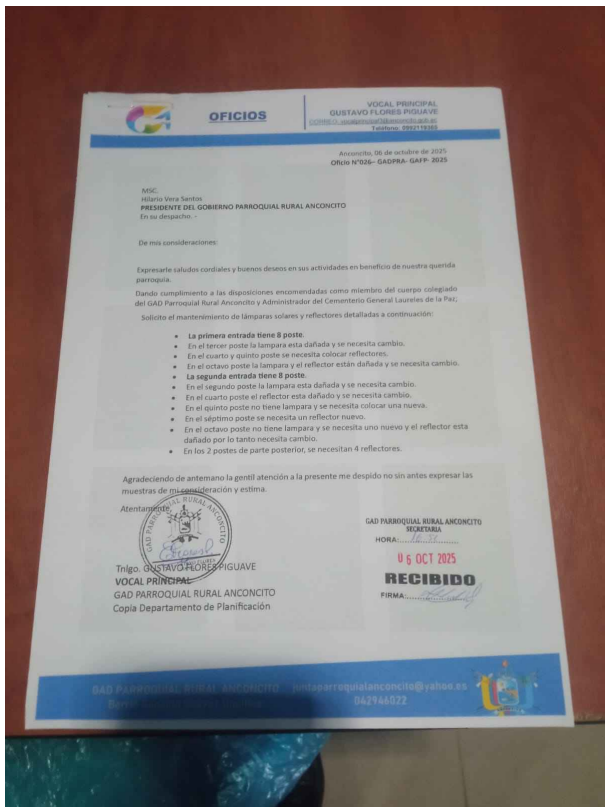 OFICIOS
VOCAL PRINCIPAL
GUSTAVO FLORES PIGUAVE
Teléfono: 0992119302
Anconcito, 06 de octubre de 2025
Oficio N°026– GADPRA- GAFP- 2025
MSC.
Hilario Vera Santos
PRESIDENTE DEL GOBIERNO PARROQUIAL RURAL ANCONCITO
En su despacho. -
De mis consideraciones:
Expresarle saludos cordiales y buenos deseos en sus actividades en beneficio de nuestra querida
parroquia.
Dando cumplimiento a las disposiciones encomendadas como miembro del cuerpo colegiado
del GAD Parroquial Rural Anconcito y Administrador del Cementerio General Laureles de la Paz;
Solicito el mantenimiento de lámparas solares y reflectores detalladas a continuación:
• La primera entrada tiene 8 poste.
• En el tercer poste la lampara esta dañada y se necesita cambio.
• En el cuarto y quinto poste se necesita colocar reflectores.
• En el octavo poste la lampara y el reflector están dañada y se necesita cambio.
• La segunda entrada tiene 8 poste.
• En el segundo poste la lampara esta dañada y se necesita cambio.
• En el cuarto poste el reflector esta dañado y se necesita cambio.
• En el quinto poste no tiene lampara y se necesita colocar una nueva.
• En el séptimo poste se necesita un reflector nuevo.
• En el octavo poste no tiene lampara y se necesita uno nuevo y el reflector esta
dañado por lo tanto necesita cambio.
• En los 2 postes de parte posterior, se necesitan 4 reflectores.
Agradeciendo de antemano la gentil atención a la presente me despido no sin antes expresar las
muestras de mi consideración y estima.
Atentamente,
GAD PARROQUIAL RURAL ANCONCITO
Tnlgo. GUSTAVO FLORES PIGUAVE
VOCAL PRINCIPAL
GAD PARROQUIAL RURAL ANCONCITO
Copia Departamento de Planificación
GAD PARROQUIAL RURAL ANCONCITO
SECRETARIA
HORA:
06 OCT 2025
RECIBIDO
FIRMA:
GAD PARROQUIAL RURAL ANCONCITO juntaparroquialanconcito@yahoo.es
042946022